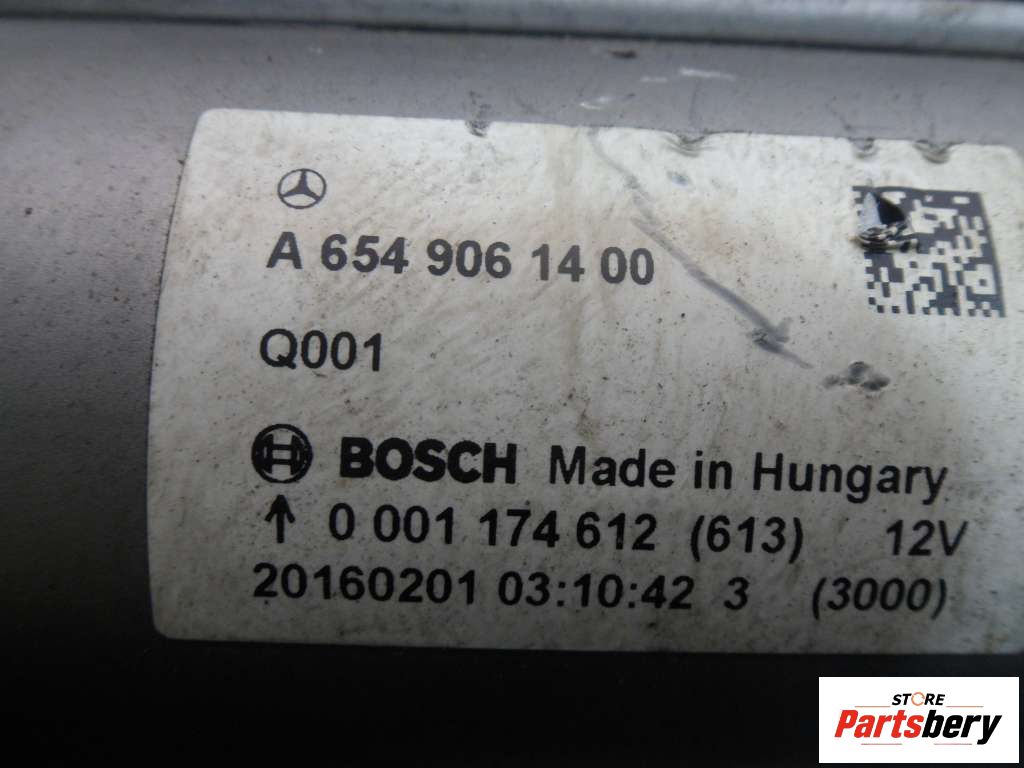 A 654 906 14 00
Q001
BOSCH Made in Hungary
↑ 0 001 174 612 (613) 12V
20160201 03:10:42 3 (3000)
STORE
Partsbery